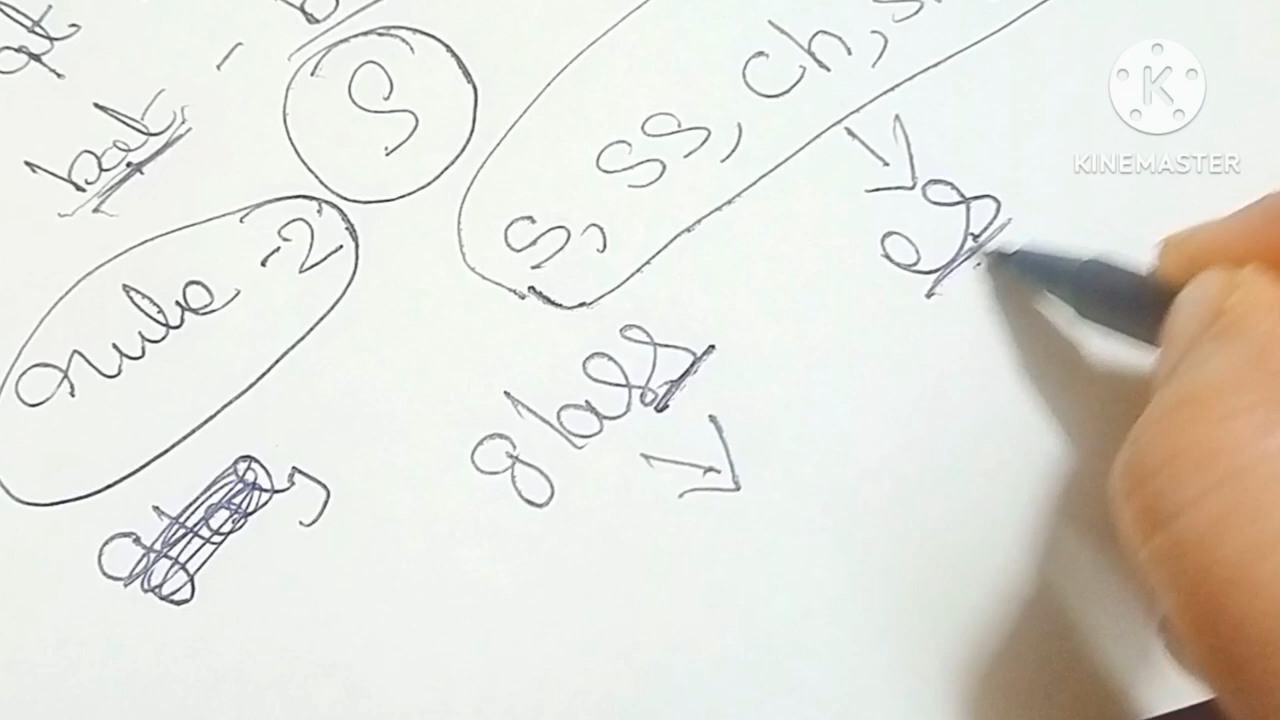 bat - b
S
rule -2 S, ss, ch, s
es
glass
K
KINEMASTER